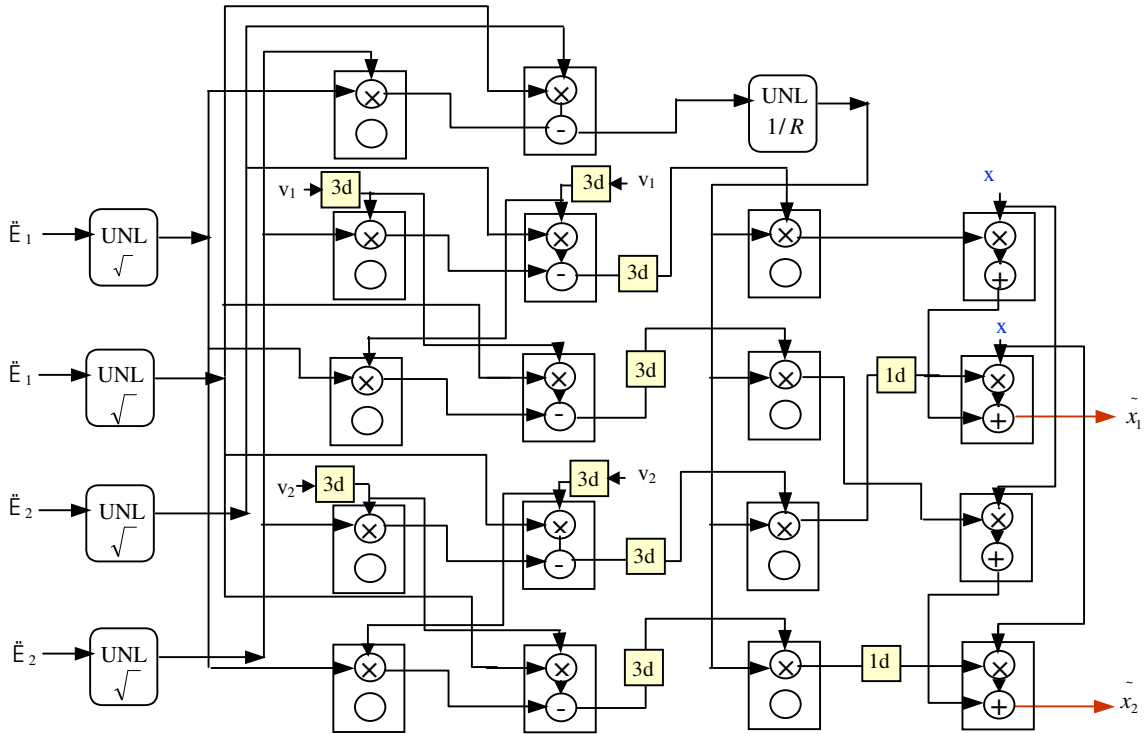 UNL
1/R
3d
v₁
3d
v₁
x
Ë ₁
UNL
√
3d
x
Ë ₁
UNL
√
3d
1d
x̃₁
v₂
3d
3d
v₂
Ë ₂
UNL
√
3d
Ë ₂
UNL
√
3d
1d
x̃₂